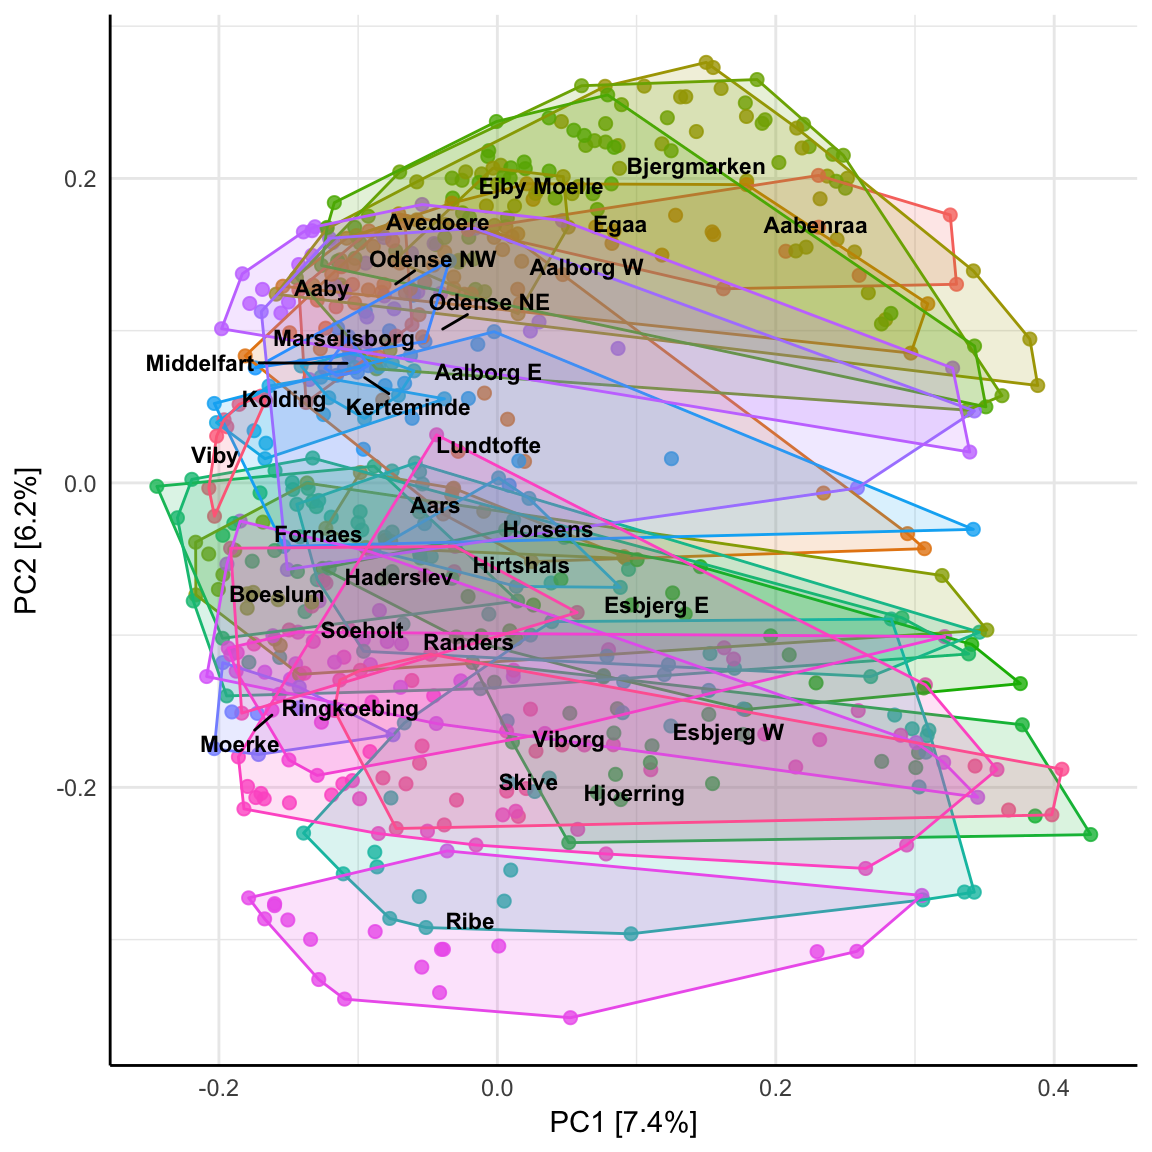 Bjergmarken
Ejby Moelle
Avedoere
Egaa
Aabenraa
Odense NW
Aalborg W
Aaby
Odense NE
Marselisborg
Middelfart
Aalborg E
Kolding
Kerteminde
Lundtofte
Viby
Aars
Horsens
Fornaes
Hirtshals
Haderslev
Boeslum
Esbjerg E
Soeholt
Randers
Ringkoebing
Moerke
Viborg
Esbjerg W
Skive
Hjoerring
Ribe
0.2
0.0
-0.2
PC2 [6.2%]
-0.2
0.0
0.2
0.4
PC1 [7.4%]